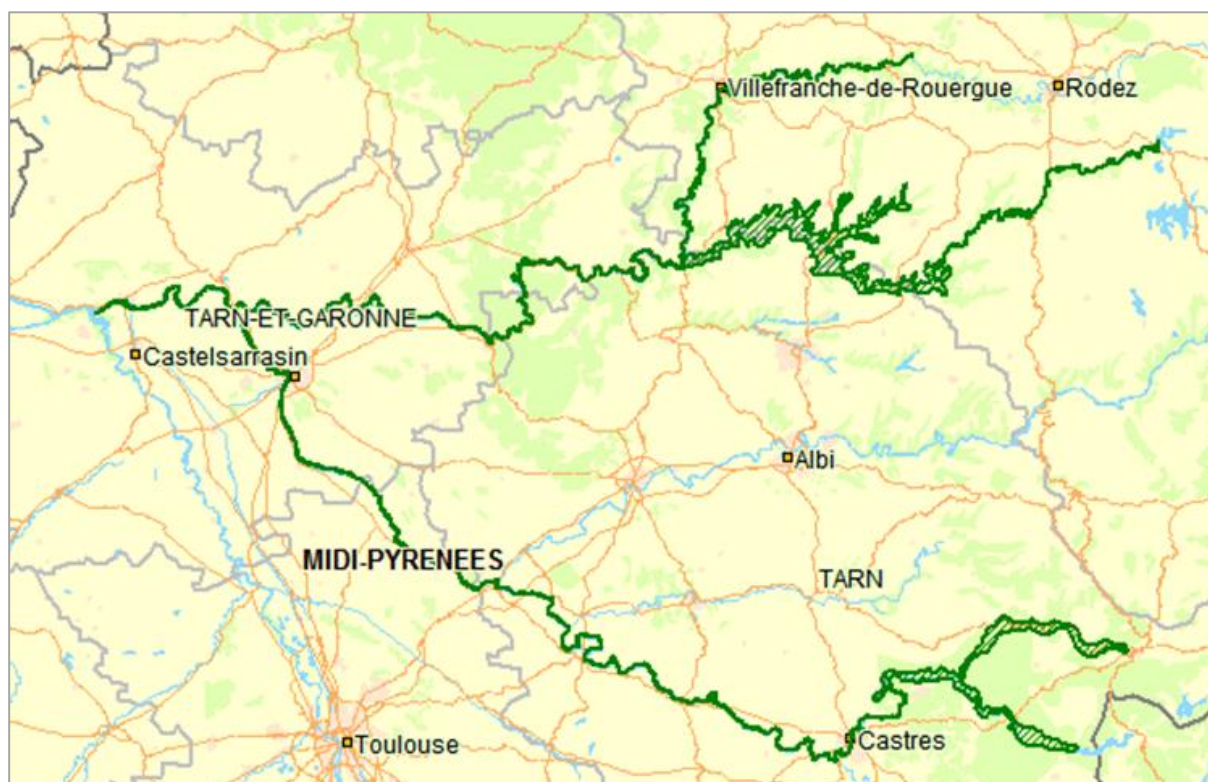 Villefranche-de-Rouergue
Rodez
TARN-ET-GARONNE
Castelsarrasin
Albi
MIDI-PYRENEES
TARN
Toulouse
Castres